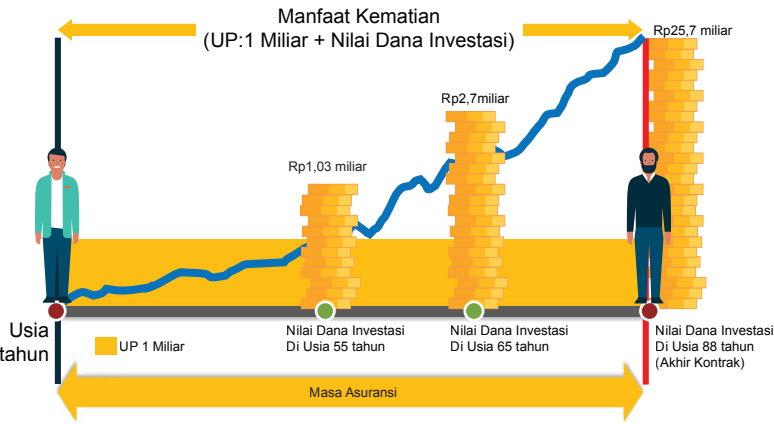 Manfaat Kematian
(UP:1 Miliar + Nilai Dana Investasi)
Rp25,7 miliar
Rp2,7miliar
Rp1,03 miliar
Usia
tahun
UP 1 Miliar
Nilai Dana Investasi
Di Usia 55 tahun
Nilai Dana Investasi
Di Usia 65 tahun
Nilai Dana Investasi
Di Usia 88 tahun
(Akhir Kontrak)
Masa Asuransi